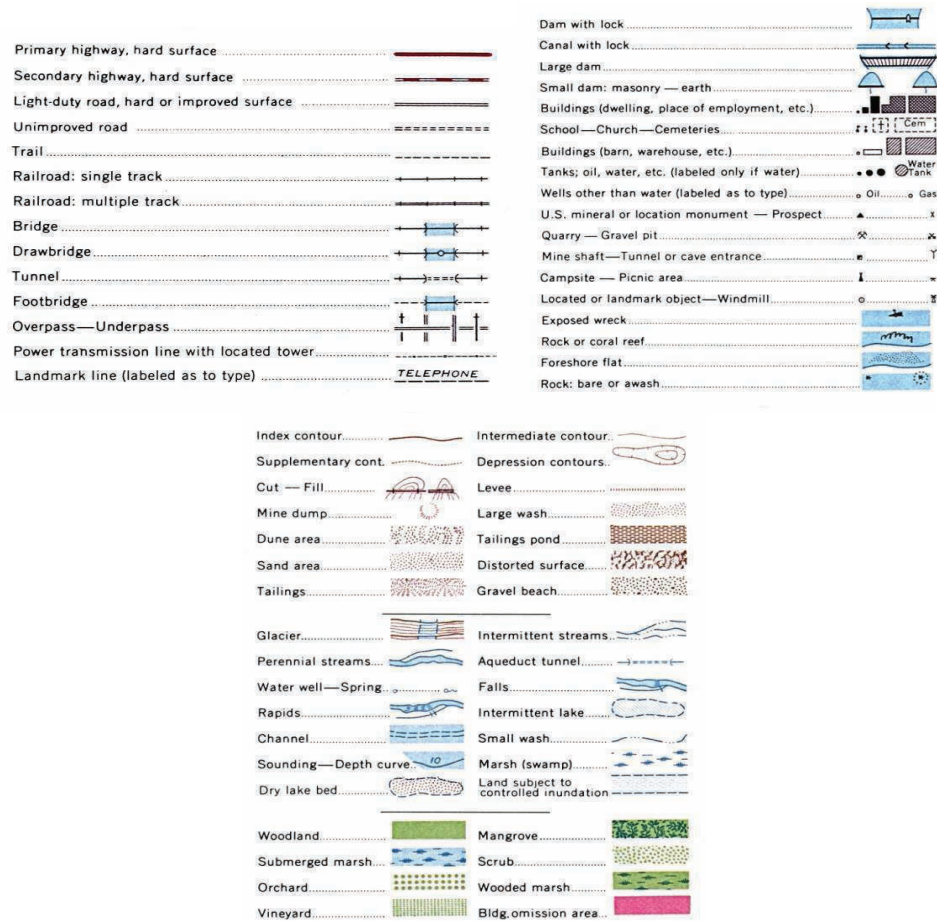 Primary highway, hard surface
Secondary highway, hard surface
Light-duty road, hard or improved surface
Unimproved road
Trail
Railroad: single track
Railroad: multiple track
Bridge
Drawbridge
Tunnel
Footbridge
Overpass—Underpass
Power transmission line with located tower
Landmark line (labeled as to type) TELEPHONE
Dam with lock
Canal with lock
Large dam
Small dam: masonry — earth
Buildings (dwelling, place of employment, etc.)
School—Church—Cemeteries Cem
Buildings (barn, warehouse, etc.)
Tanks; oil, water, etc. (labeled only if water) Water Tank
Wells other than water (labeled as to type) Oil Gas
U.S. mineral or location monument — Prospect
Quarry — Gravel pit
Mine shaft—Tunnel or cave entrance
Campsite — Picnic area
Located or landmark object—Windmill
Exposed wreck
Rock or coral reef
Foreshore flat
Rock: bare or awash
Index contour Intermediate contour
Supplementary cont. Depression contours
Cut — Fill Levee
Mine dump Large wash
Dune area Tailings pond
Sand area Distorted surface
Tailings Gravel beach
Glacier Intermittent streams
Perennial streams Aqueduct tunnel
Water well—Spring Falls
Rapids Intermittent lake
Channel Small wash
Sounding—Depth curve 10 Marsh (swamp)
Dry lake bed Land subject to controlled inundation
Woodland Mangrove
Submerged marsh Scrub
Orchard Wooded marsh
Vineyard Bldg. omission area